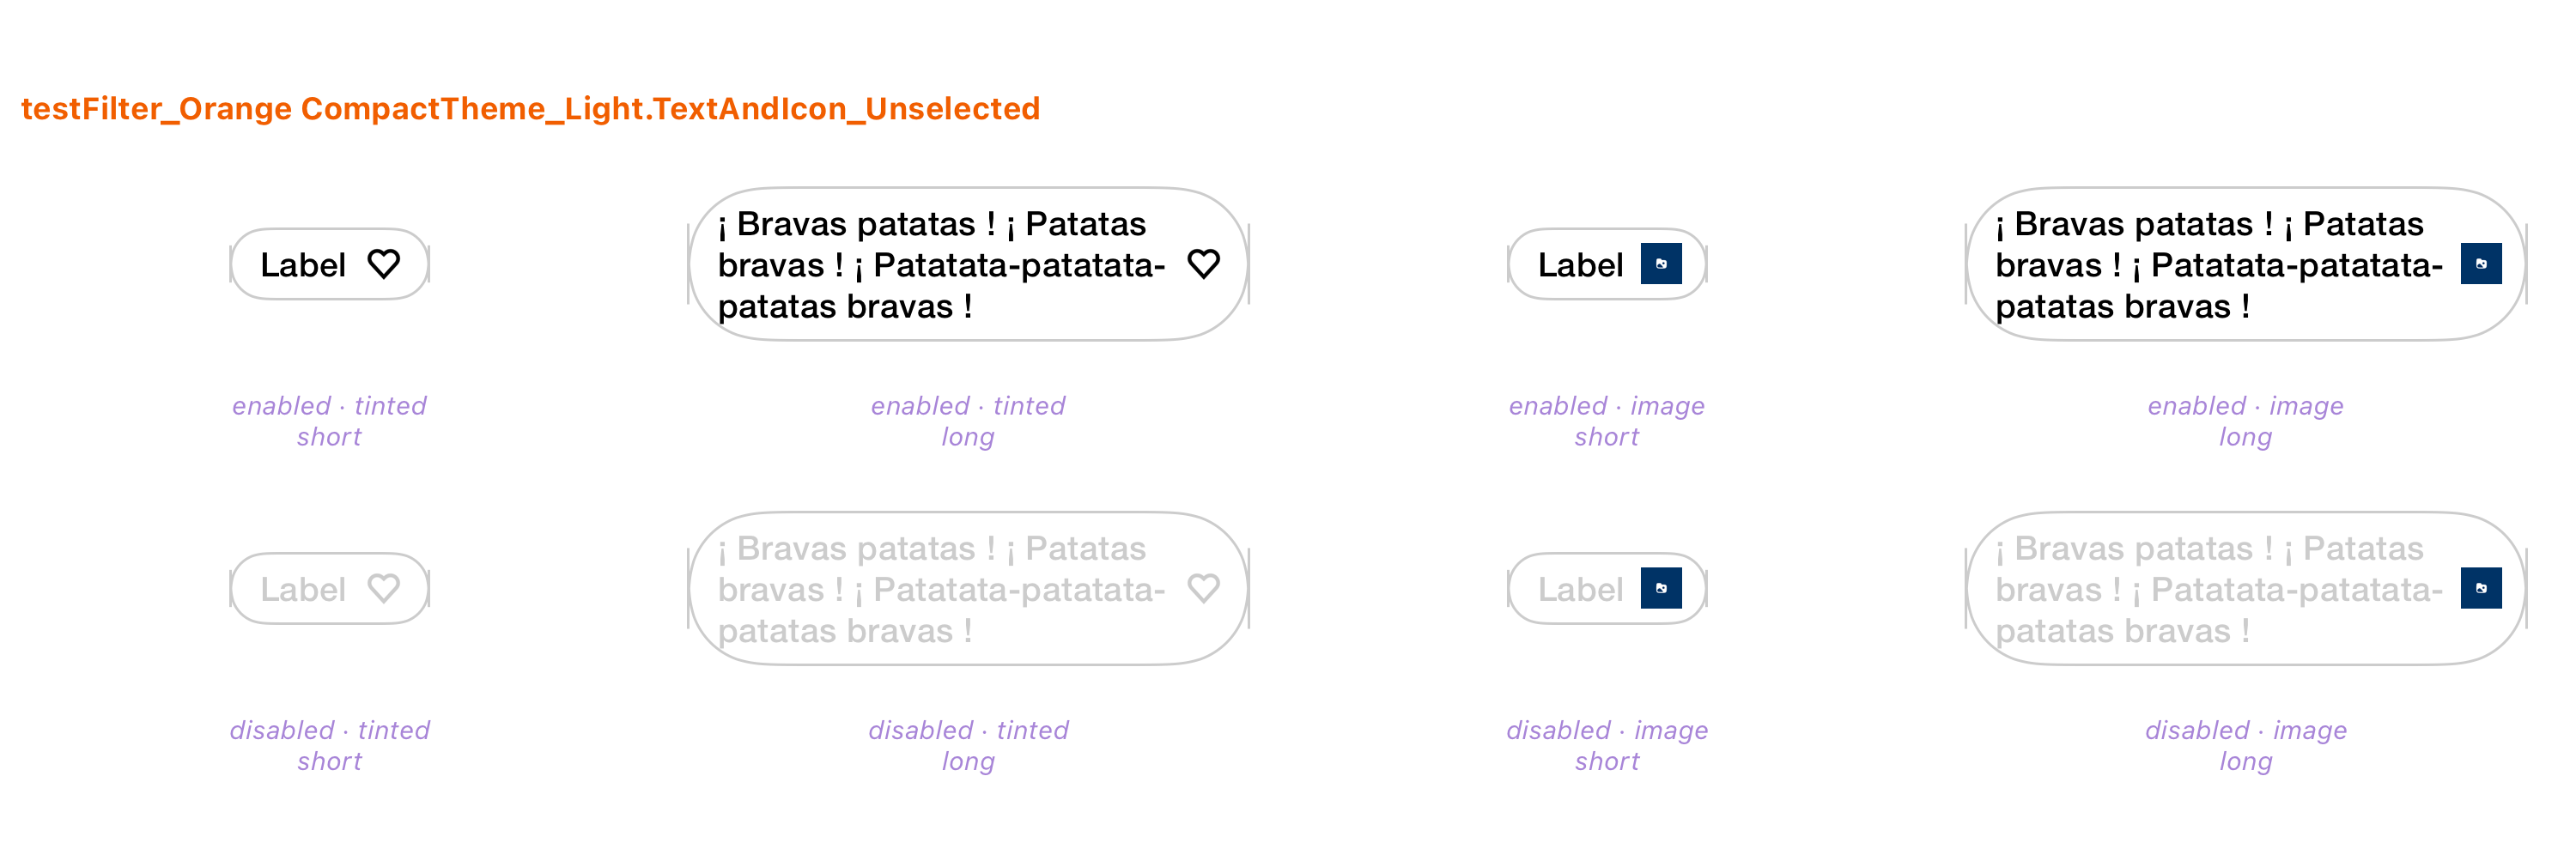 testFilter_Orange CompactTheme_Light.TextAndIcon_Unselected
Label
¡ Bravas patatas ! ¡ Patatas
bravas ! ¡ Patatata-patatata-
patatas bravas !
Label
¡ Bravas patatas ! ¡ Patatas
bravas ! ¡ Patatata-patatata-
patatas bravas !
enabled · tinted
short
enabled · tinted
long
enabled · image
short
enabled · image
long
Label
¡ Bravas patatas ! ¡ Patatas
bravas ! ¡ Patatata-patatata-
patatas bravas !
Label
¡ Bravas patatas ! ¡ Patatas
bravas ! ¡ Patatata-patatata-
patatas bravas !
disabled · tinted
short
disabled · tinted
long
disabled · image
short
disabled · image
long